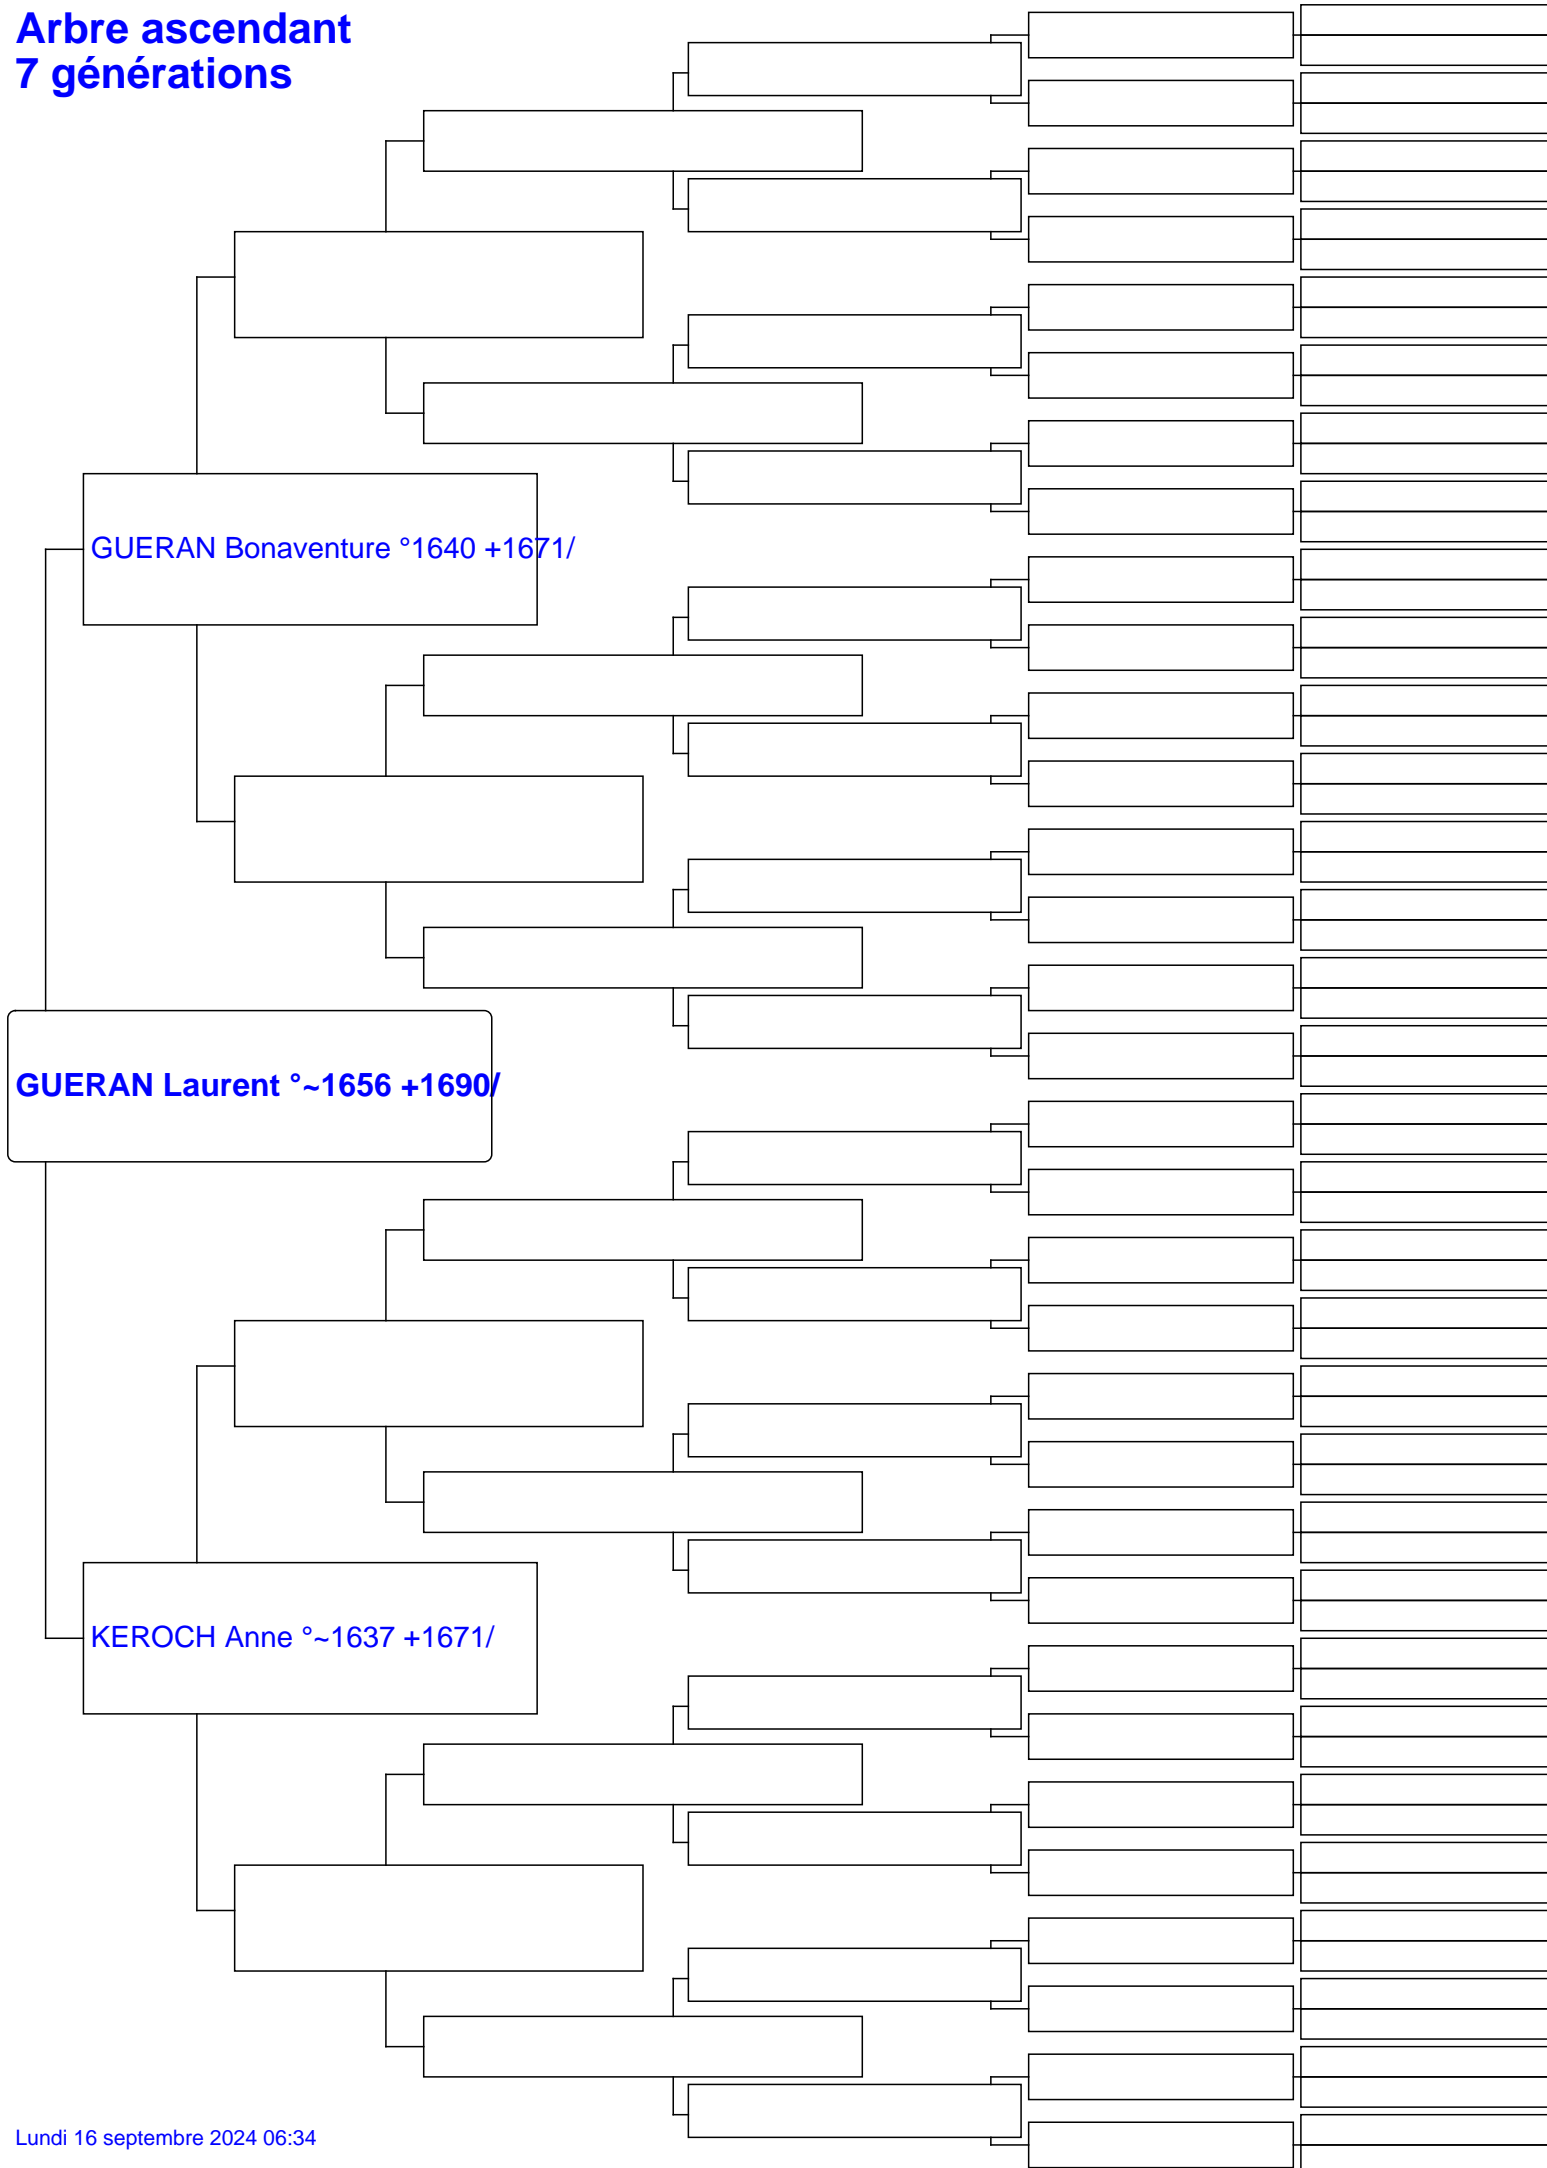 Arbre ascendant
7 générations
GUERAN Bonaventure °1640 +1671/
GUERAN Laurent °~1656 +1690/
KEROCH Anne °~1637 +1671/
Lundi 16 septembre 2024 06:34